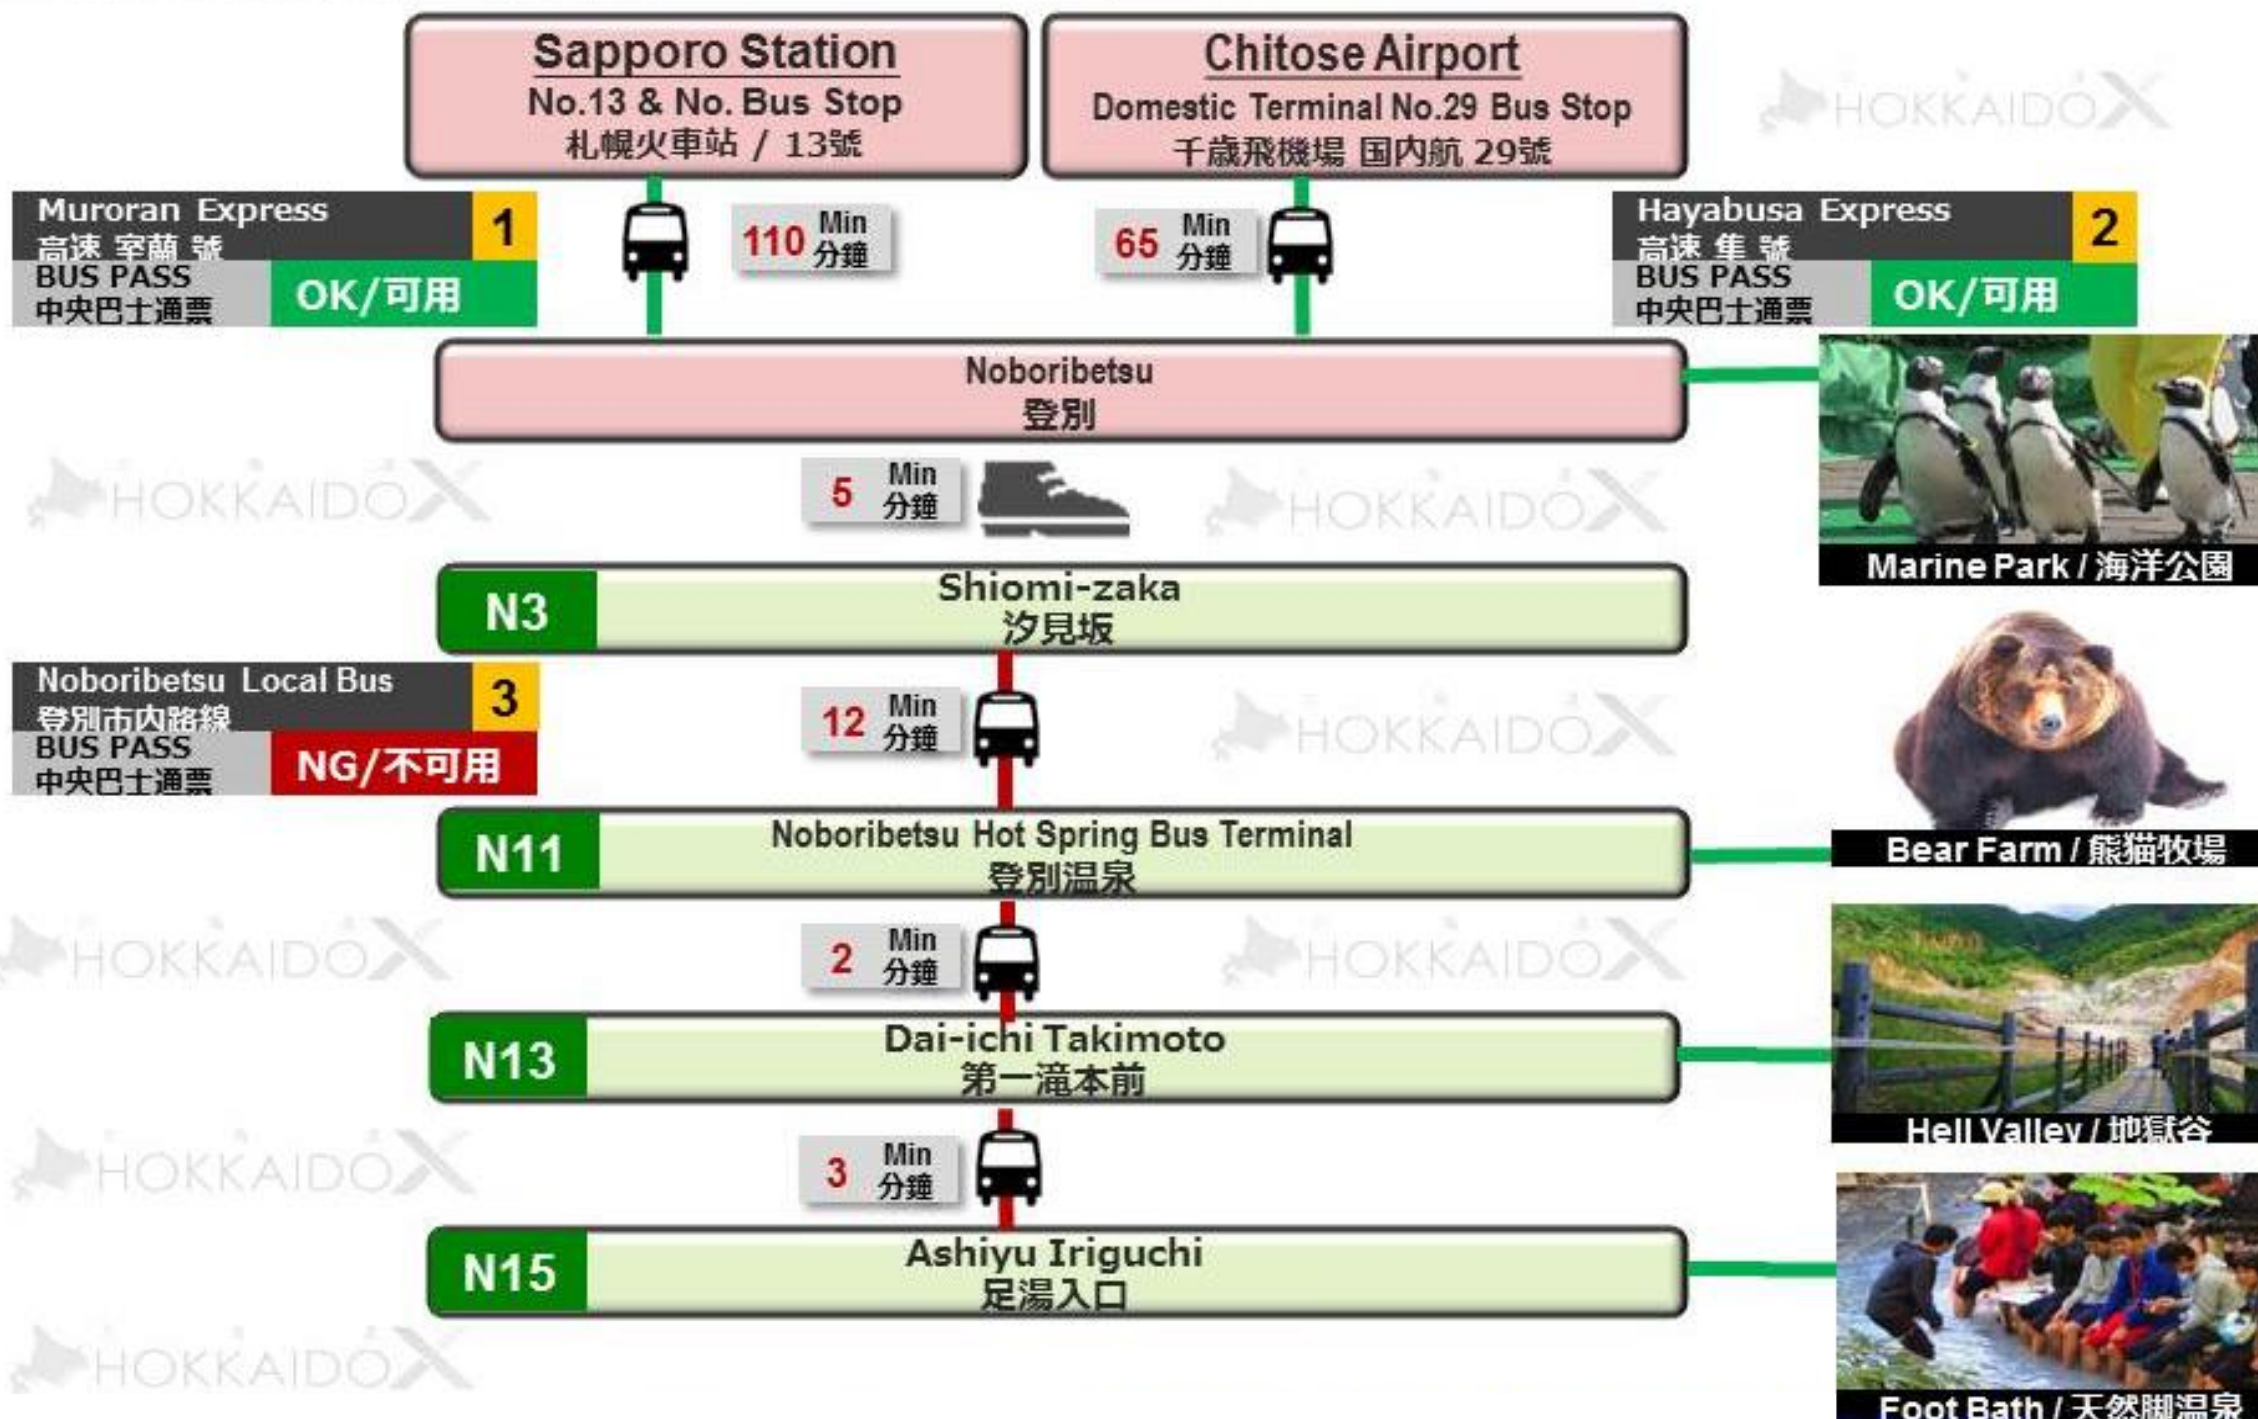 Sapporo Station
No.13 & No. Bus Stop
札幌火車站 / 13號
Chitose Airport
Domestic Terminal No.29 Bus Stop
千歳飛機場 国内航 29號
HOKKAIDO X
Muroran Express
高速 室蘭 號
1
BUS PASS
中央巴士通票
OK/可用
110 Min
分鐘
65 Min
分鐘
Hayabusa Express
高速 隼 號
2
BUS PASS
中央巴士通票
OK/可用
Noboribetsu
登別
Marine Park / 海洋公園
HOKKAIDO X
5 Min
分鐘
HOKKAIDO X
N3
Shiomi-zaka
汐見坂
Noboribetsu Local Bus
登別市内路線
3
BUS PASS
中央巴士通票
NG/不可用
12 Min
分鐘
HOKKAIDO X
N11
Noboribetsu Hot Spring Bus Terminal
登別温泉
Bear Farm / 熊猫牧場
HOKKAIDO X
2 Min
分鐘
HOKKAIDO X
N13
Dai-ichi Takimoto
第一滝本前
Hell Valley / 地獄谷
HOKKAIDO X
3 Min
分鐘
N15
Ashiyu Iriguchi
足湯入口
HOKKAIDO X
Foot Bath / 天然脚温泉